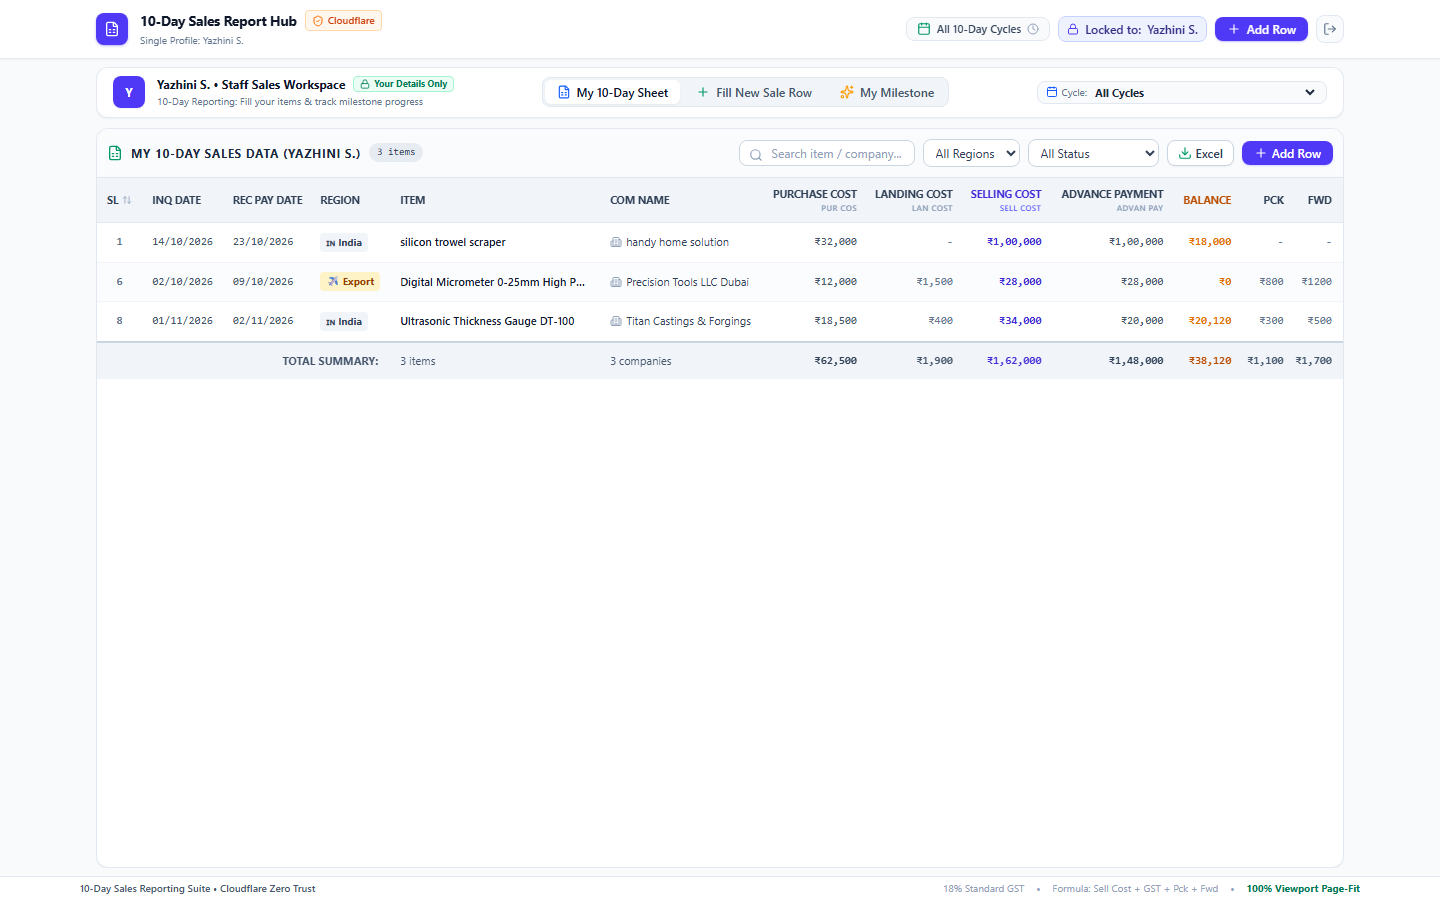 10-Day Sales Report Hub Cloudflare
Single Profile: Yazhini S.
All 10-Day Cycles Locked to: Yazhini S. Add Row
Y
Yazhini S. • Staff Sales Workspace Your Details Only
10-Day Reporting: Fill your items & track milestone progress
My 10-Day Sheet Fill New Sale Row My Milestone
Cycle: All Cycles
MY 10-DAY SALES DATA (YAZHINI S.) 3 items
Search item / company... All Regions All Status Excel Add Row
SL INQ DATE REC PAY DATE REGION ITEM COM NAME PURCHASE COST LANDING COST SELLING COST ADVANCE PAYMENT BALANCE PCK FWD
PUR COS LAN COST SELL COST ADVAN PAY
1 14/10/2026 23/10/2026 IN India silicon trowel scraper handy home solution ₹32,000 - ₹1,00,000 ₹1,00,000 ₹18,000 - -
6 02/10/2026 09/10/2026 Export Digital Micrometer 0-25mm High P... Precision Tools LLC Dubai ₹12,000 ₹1,500 ₹28,000 ₹28,000 ₹0 ₹800 ₹1200
8 01/11/2026 02/11/2026 IN India Ultrasonic Thickness Gauge DT-100 Titan Castings & Forgings ₹18,500 ₹400 ₹34,000 ₹20,000 ₹20,120 ₹300 ₹500
TOTAL SUMMARY: 3 items 3 companies ₹62,500 ₹1,900 ₹1,62,000 ₹1,48,000 ₹38,120 ₹1,100 ₹1,700
10-Day Sales Reporting Suite • Cloudflare Zero Trust
18% Standard GST • Formula: Sell Cost + GST + Pck + Fwd • 100% Viewport Page-Fit